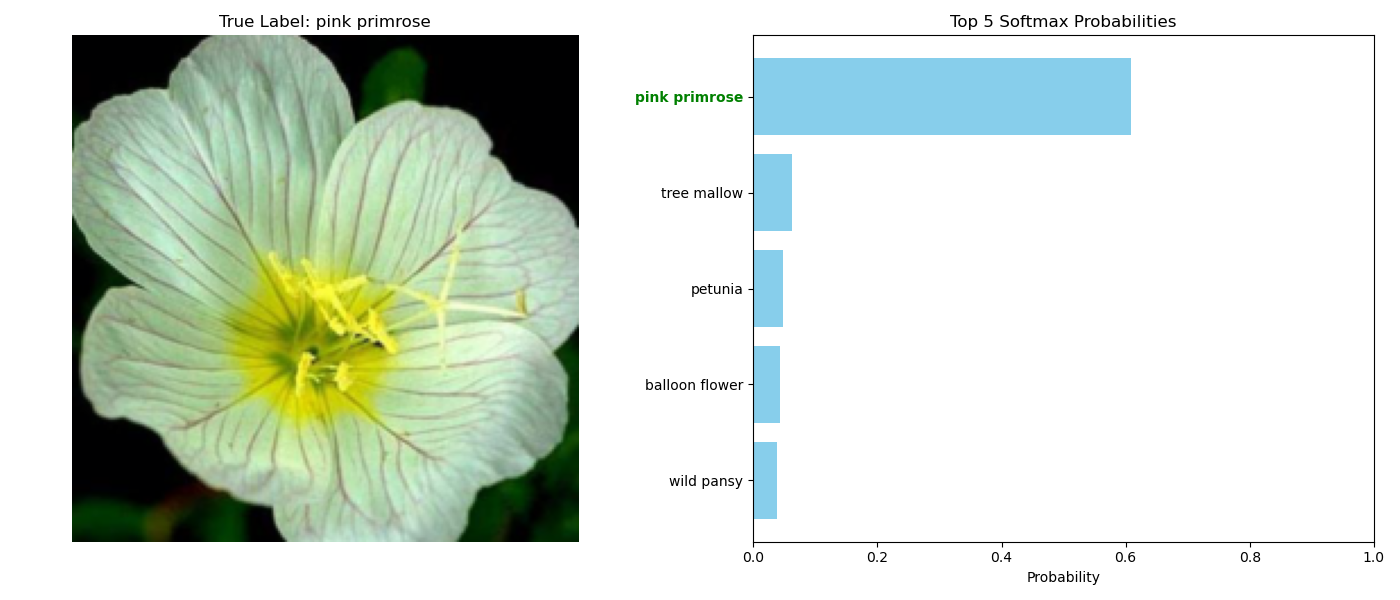 True Label: pink primrose
Top 5 Softmax Probabilities
pink primrose
tree mallow
petunia
balloon flower
wild pansy
0.0 0.2 0.4 0.6 0.8 1.0
Probability